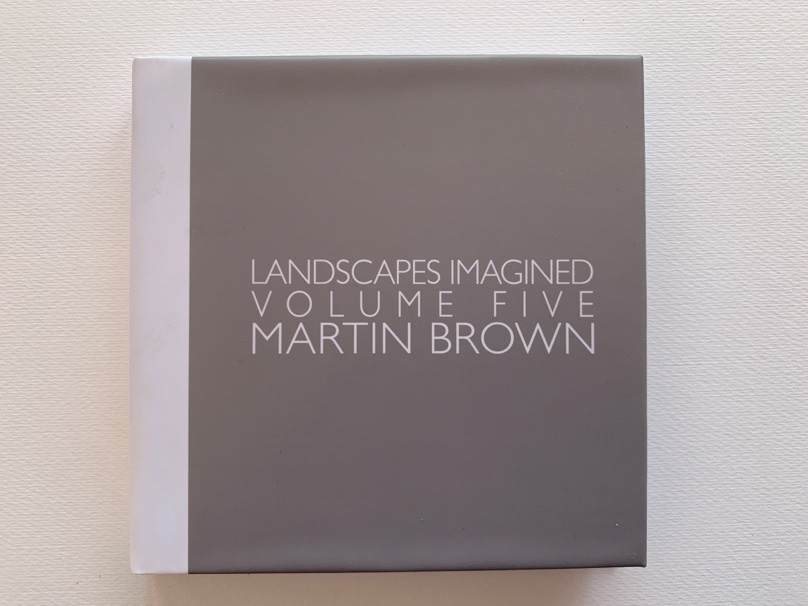 LANDSCAPES IMAGINED
VOLUME FIVE
MARTIN BROWN